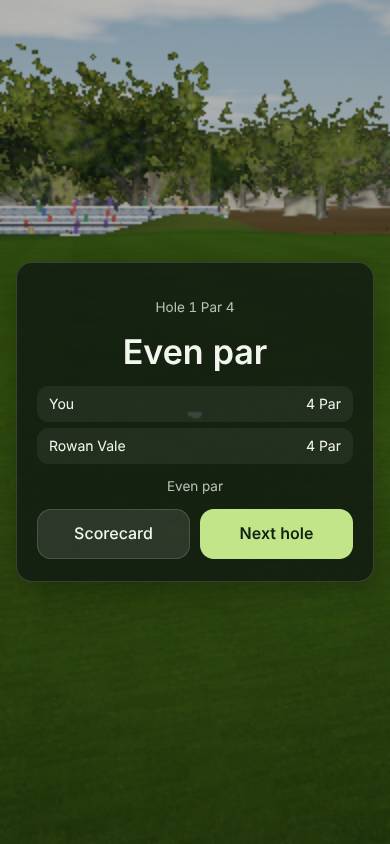 Hole 1 Par 4
Even par
You 4 Par
Rowan Vale 4 Par
Even par
Scorecard Next hole